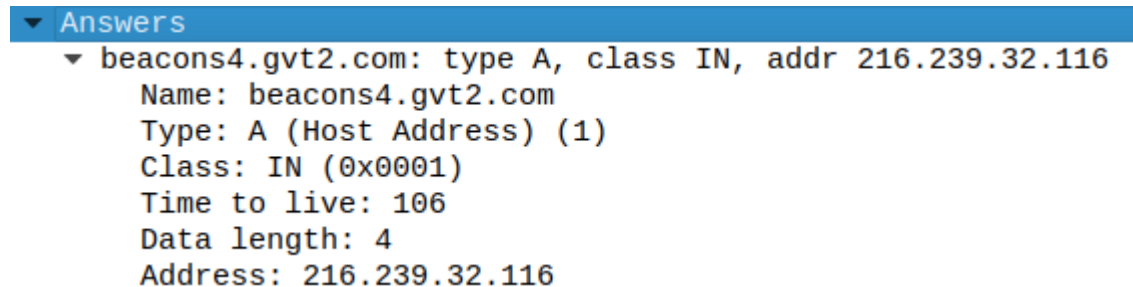 Answers
beacons4.gvt2.com: type A, class IN, addr 216.239.32.116
Name: beacons4.gvt2.com
Type: A (Host Address) (1)
Class: IN (0x0001)
Time to live: 106
Data length: 4
Address: 216.239.32.116